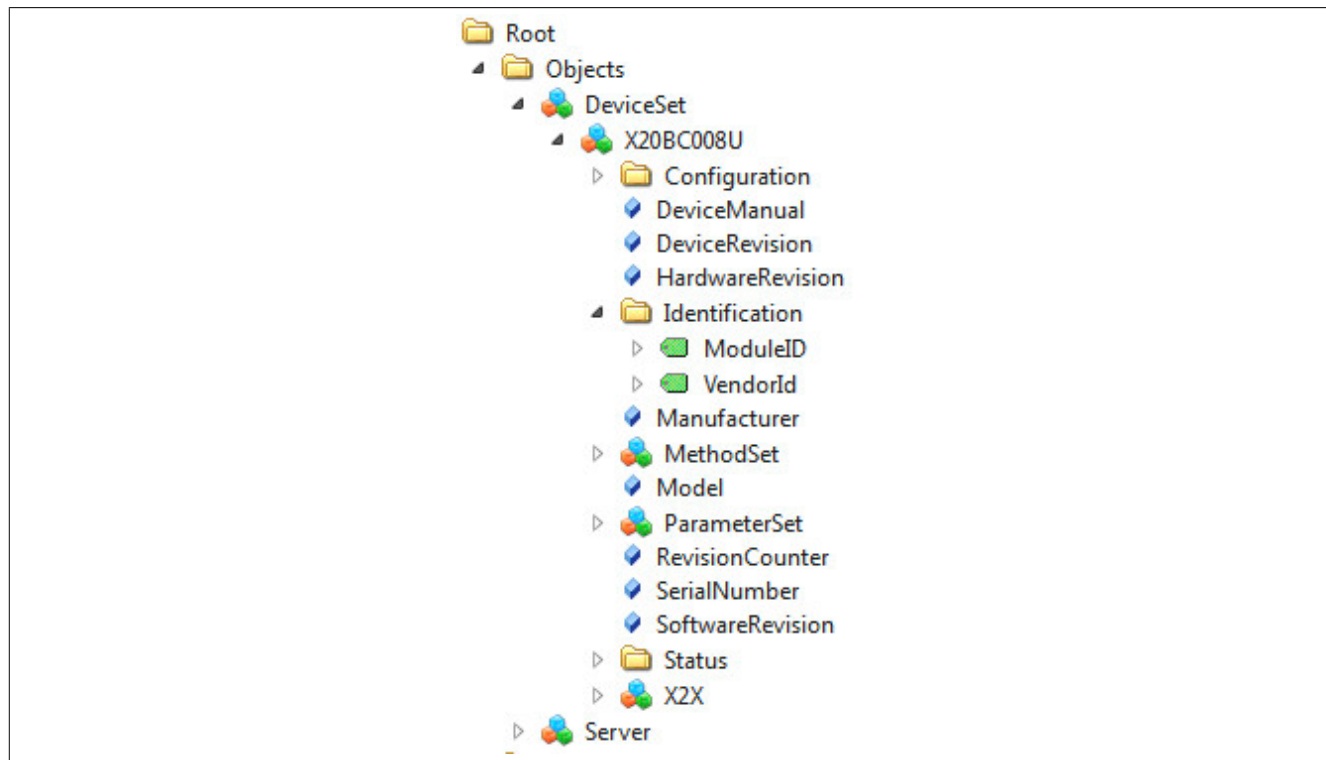 Root
Objects
DeviceSet
X20BC008U
Configuration
DeviceManual
DeviceRevision
HardwareRevision
Identification
ModuleID
VendorId
Manufacturer
MethodSet
Model
ParameterSet
RevisionCounter
SerialNumber
SoftwareRevision
Status
X2X
Server